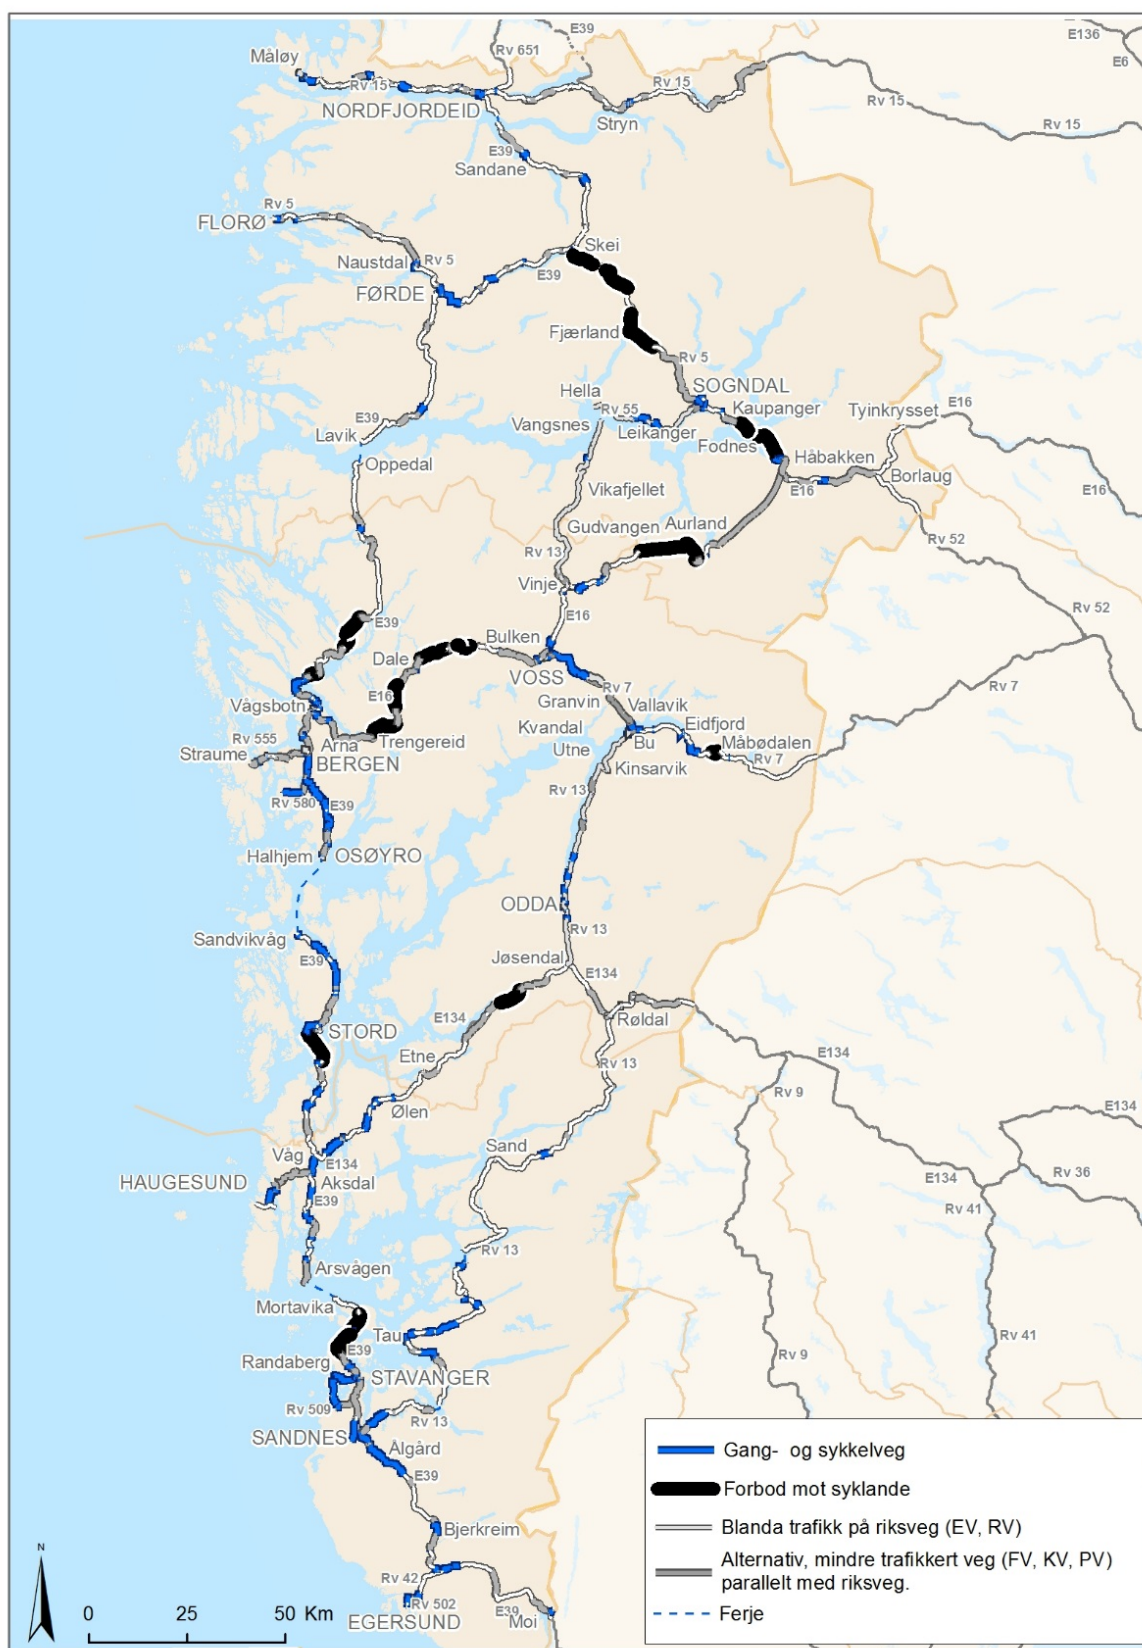 E39
E136
Rv 651
E6
Måløy
Rv 15
Rv 15
Rv 15
NORDFJORDEID
Stryn
Rv 15
E39
Sandane
Rv 5
FLORØ
Skei
Naustdal
Rv 5
E39
FØRDE
Fjærland
Rv 5
SOGNDAL
Hella
Kaupanger
Tyinkrysset
E16
E39
Rv 55
Vangsnes
Leikanger
Lavik
Fodnes
Håbakken
Oppedal
Borlaug
E16
E16
Vikafjellet
Gudvangen
Aurland
Rv 52
Rv 13
Vinje
Rv 52
E39
E16
Bulken
Dale
VOSS
Rv 7
Rv 7
E16
Granvin
Vallavik
Vågsbotn
Kvandal
Eidfjord
Rv 555
Arna
Trengereid
Utne
Bu
Måbødalen
Straume
BERGEN
Rv 7
Kinsarvik
Rv 580
E39
Rv 13
Halhjem
OSØYRO
ODDA
Sandvikvåg
Rv 13
E39
Jøsendal
E134
STORD
E134
Røldal
Etne
E134
Rv 13
Rv 9
Ølen
E134
Sand
Våg
E134
Rv 36
HAUGESUND
Aksdal
E134
E39
Rv 41
Rv 13
Arsvågen
Mortavika
Tau
Rv 41
E39
Randaberg
Rv 9
STAVANGER
Rv 509
Rv 13
SANDNES
Ålgård
E39
Bjerkreim
Rv 42
Rv 502
EGERSUND
E39
Moi
Gang- og sykkelveg
Forbod mot syklande
Blanda trafikk på riksveg (EV, RV)
Alternativ, mindre trafikkert veg (FV, KV, PV)
parallelt med riksveg.
Ferje
N
0 25 50 Km